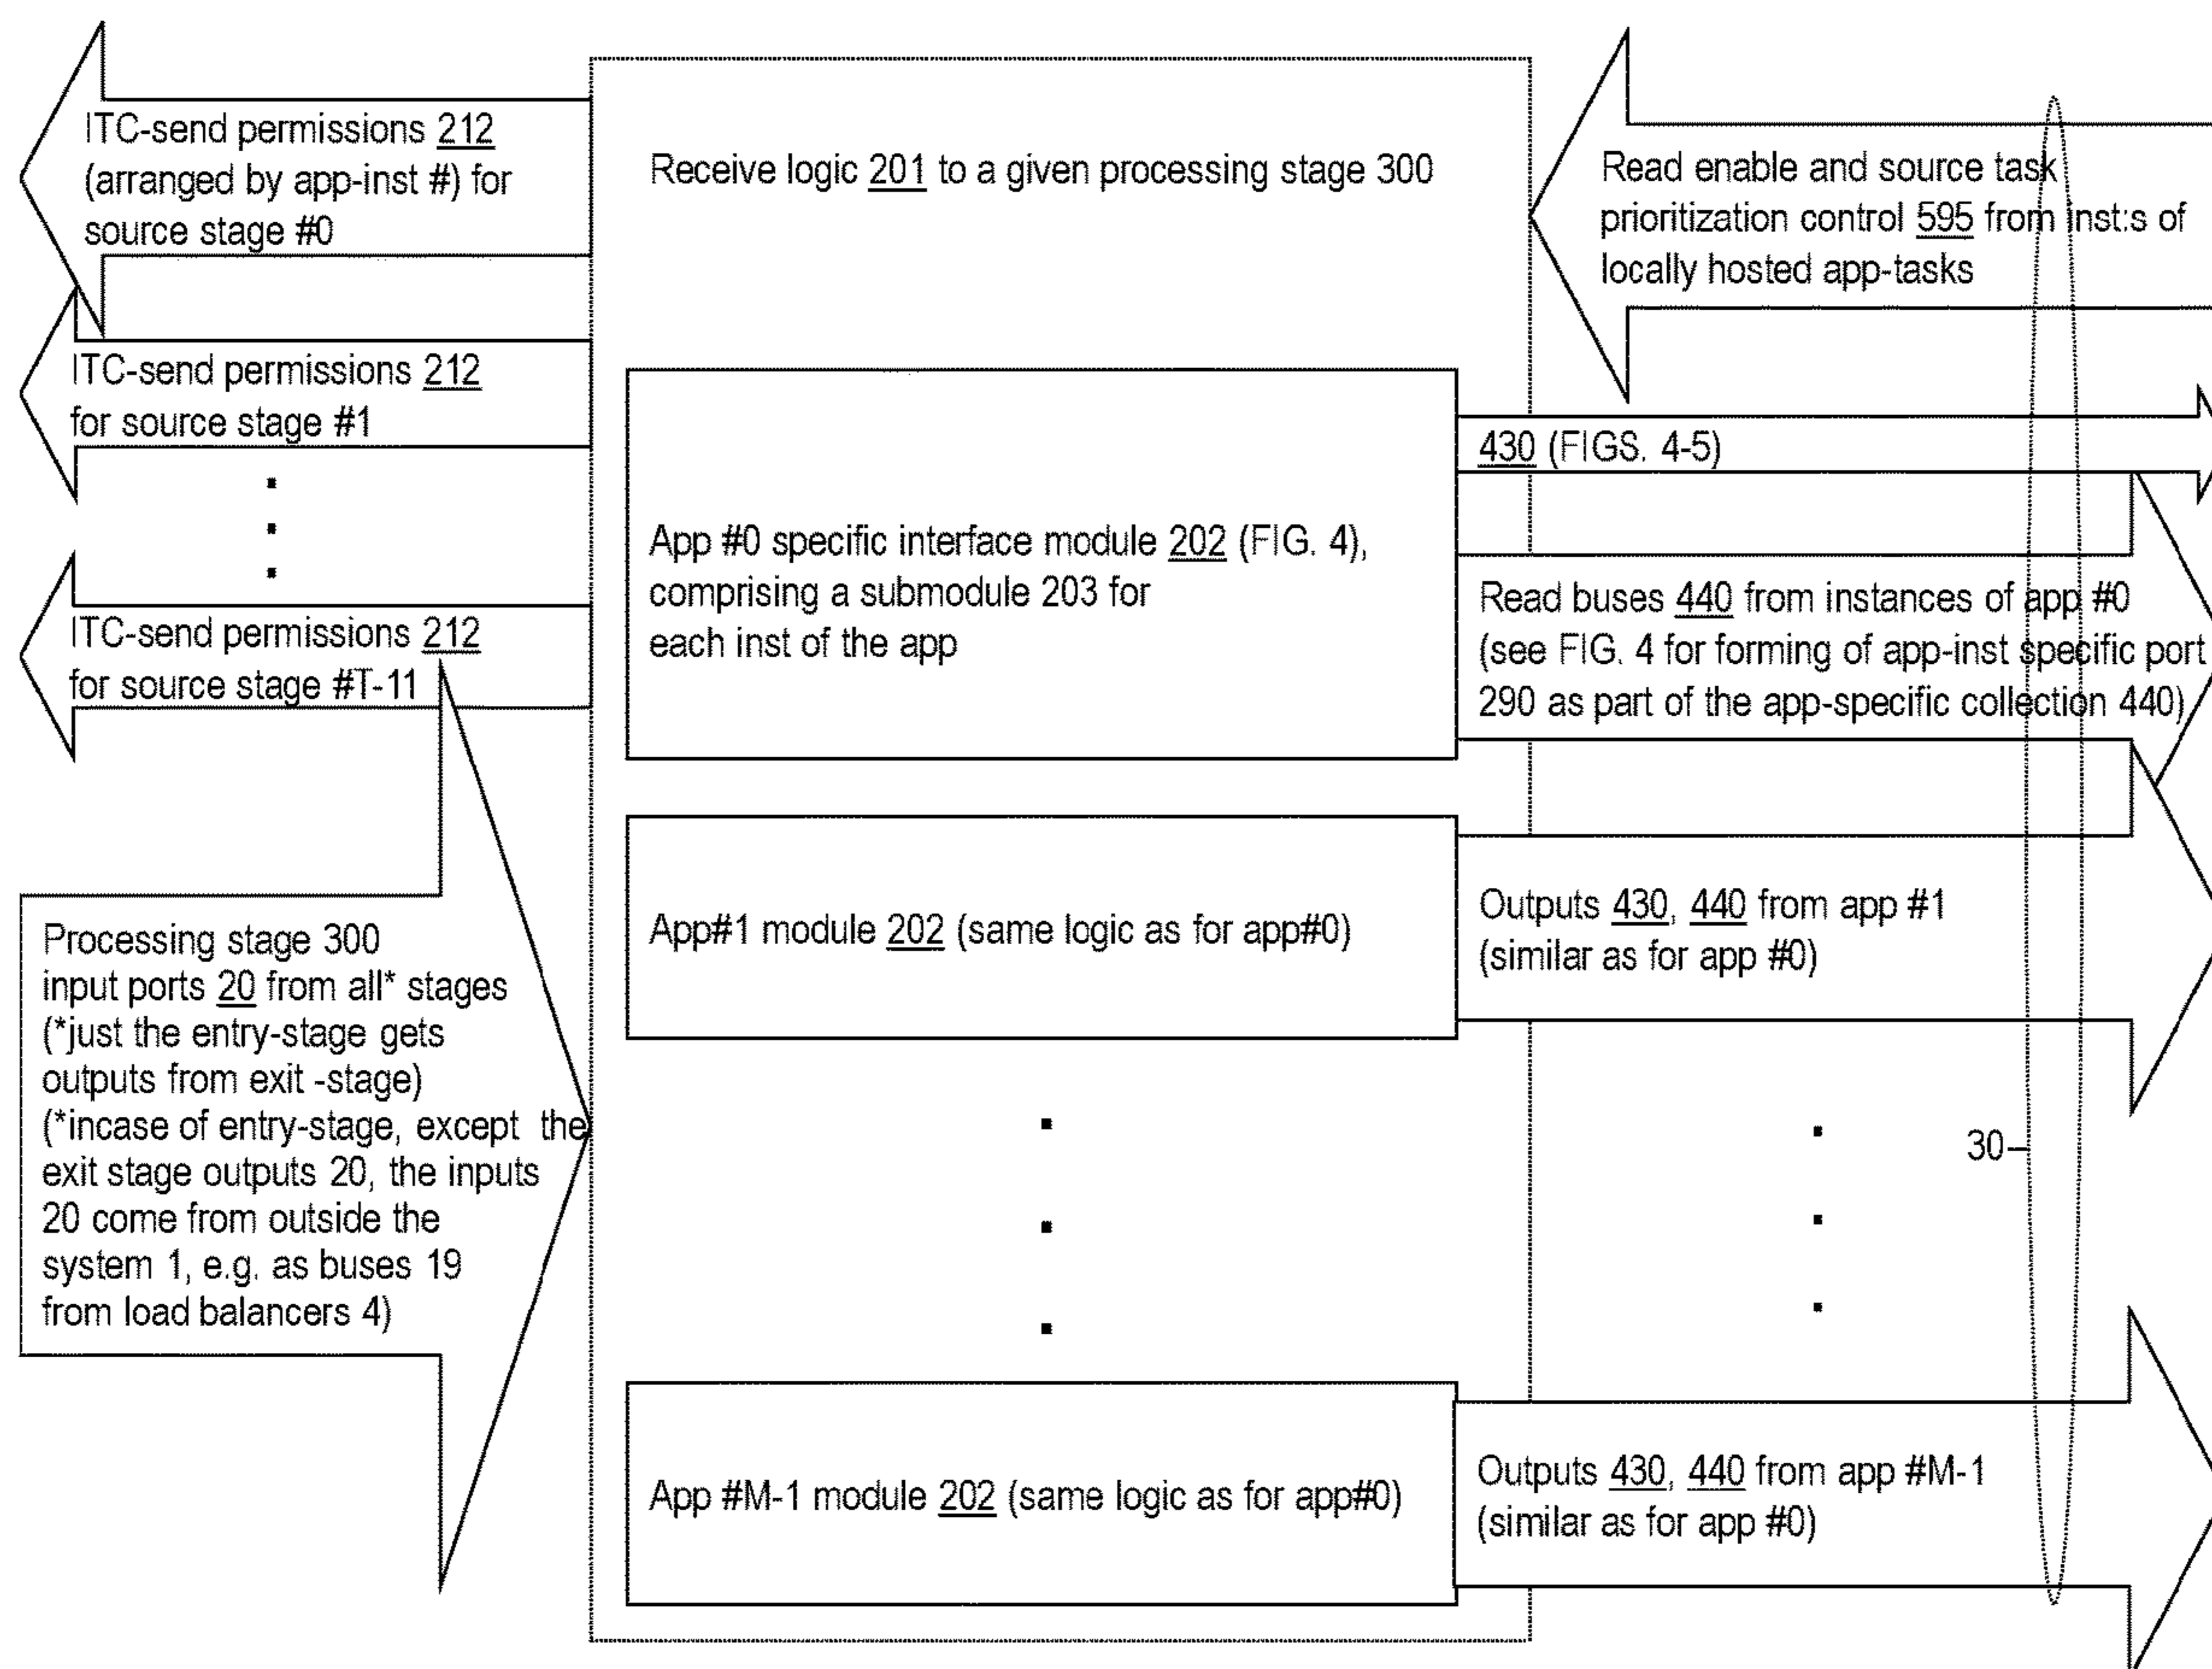 ITC-send permissions 212
(arranged by app-inst #) for
source stage #0
ITC-send permissions 212
for source stage #1
ITC-send permissions 212
for source stage #T-11
Processing stage 300
input ports 20 from all* stages
(*just the entry-stage gets
outputs from exit -stage)
(*incase of entry-stage, except the
exit stage outputs 20, the inputs
20 come from outside the
system 1, e.g. as buses 19
from load balancers 4)
Receive logic 201 to a given processing stage 300
App #0 specific interface module 202 (FIG. 4),
comprising a submodule 203 for
each inst of the app
App#1 module 202 (same logic as for app#0)
App #M-1 module 202 (same logic as for app#0)
Read enable and source task
prioritization control 595 from inst:s of
locally hosted app-tasks
430 (FIGS. 4-5)
Read buses 440 from instances of app #0
(see FIG. 4 for forming of app-inst specific port
290 as part of the app-specific collection 440)
Outputs 430, 440 from app #1
(similar as for app #0)
30
Outputs 430, 440 from app #M-1
(similar as for app #0)